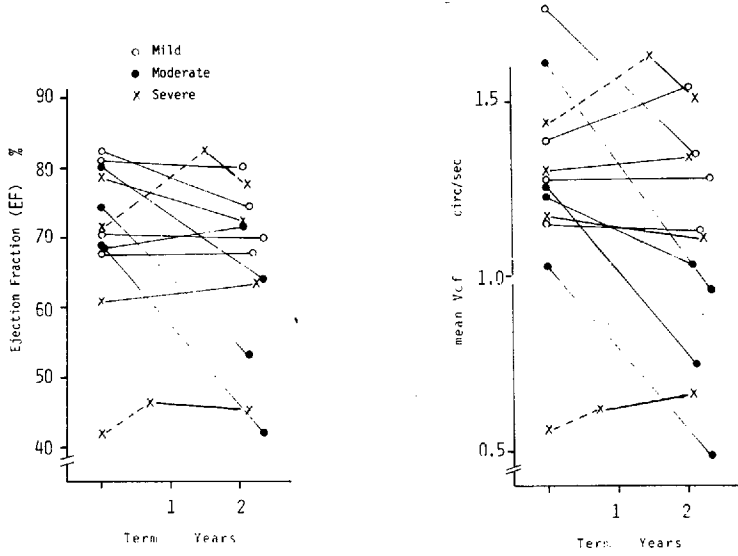 Mild
Moderate
Severe
Ejection Fraction (EF) %
90
80
70
60
50
40
1 2
Term Years
mean Vcf circ/sec
1.5
1.0
0.5
1 2
Term Years